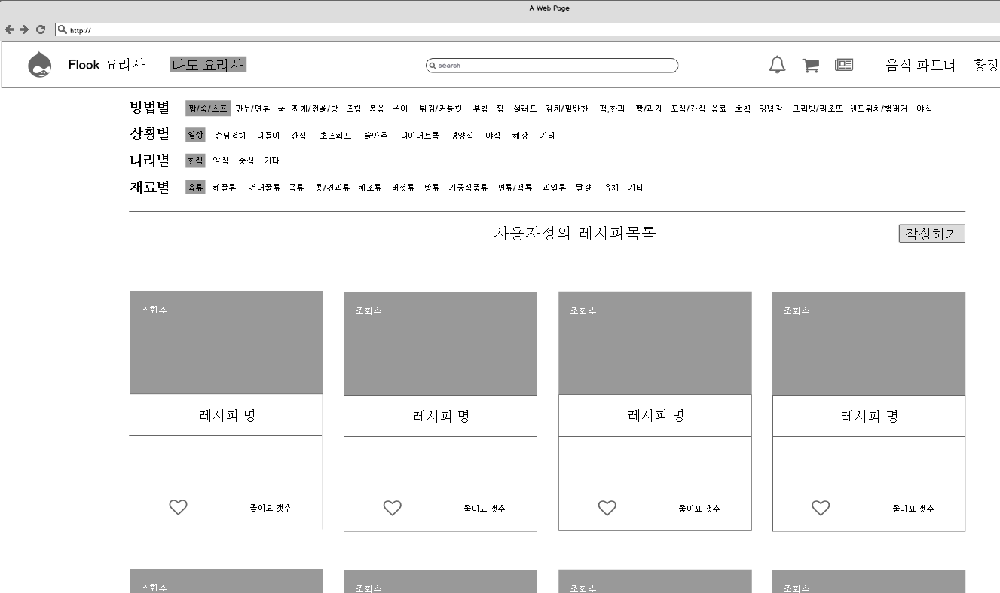 A Web Page
http://
Flook 요리사 나도 요리사 search 음식 파트너 황정
방법별 밥/죽/스프 만두/면류 국 찌개/전골/탕 조림 볶음 구이 튀김/커틀릿 부침 찜 샐러드 김치/밑반찬 떡,한과 빵/과자 도식/간식 음료 후식 양념장 그라탕/리조또 샌드위치/햄버거 야식
상황별 일상 손님접대 나들이 간식 초스피드 술안주 다이어트룩 영양식 야식 해장 기타
나라별 한식 양식 중식 기타
재료별 육류 해물류 건어물류 곡류 콩/견과류 채소류 버섯류 빵류 가공식품류 면류/떡류 과일류 달걀 유제 기타
사용자정의 레시피목록 작성하기
조회수 조회수 조회수 조회수
레시피 명 레시피 명 레시피 명 레시피 명
좋아요 갯수 좋아요 갯수 좋아요 갯수 좋아요 갯수
조회수 조회수 조회수 조회수